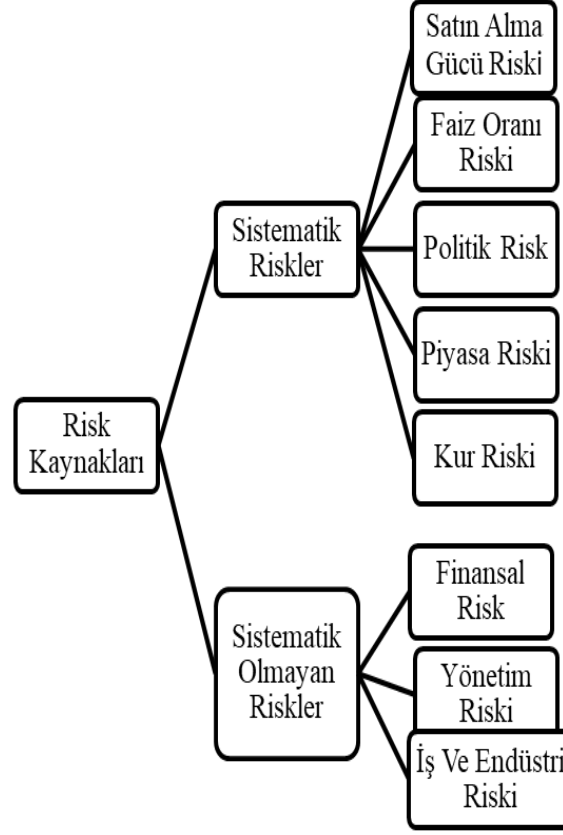 Risk
Kaynakları
Sistematik
Riskler
Satın Alma
Gücü Riski
Faiz Oranı
Riski
Politik Risk
Piyasa Riski
Kur Riski
Sistematik
Olmayan
Riskler
Finansal
Risk
Yönetim
Riski
İş Ve Endüstri
Riski